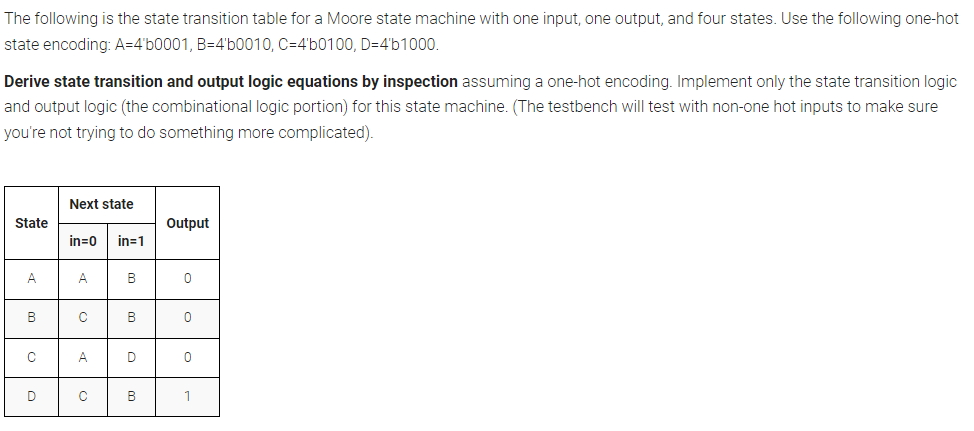 The following is the state transition table for a Moore state machine with one input, one output, and four states. Use the following one-hot
state encoding: A=4'b0001, B=4'b0010, C=4'b0100, D=4'b1000.
Derive state transition and output logic equations by inspection assuming a one-hot encoding. Implement only the state transition logic
and output logic (the combinational logic portion) for this state machine. (The testbench will test with non-one hot inputs to make sure
you're not trying to do something more complicated).
State Next state Output
in=0 in=1
A A B 0
B C B 0
C A D 0
D C B 1